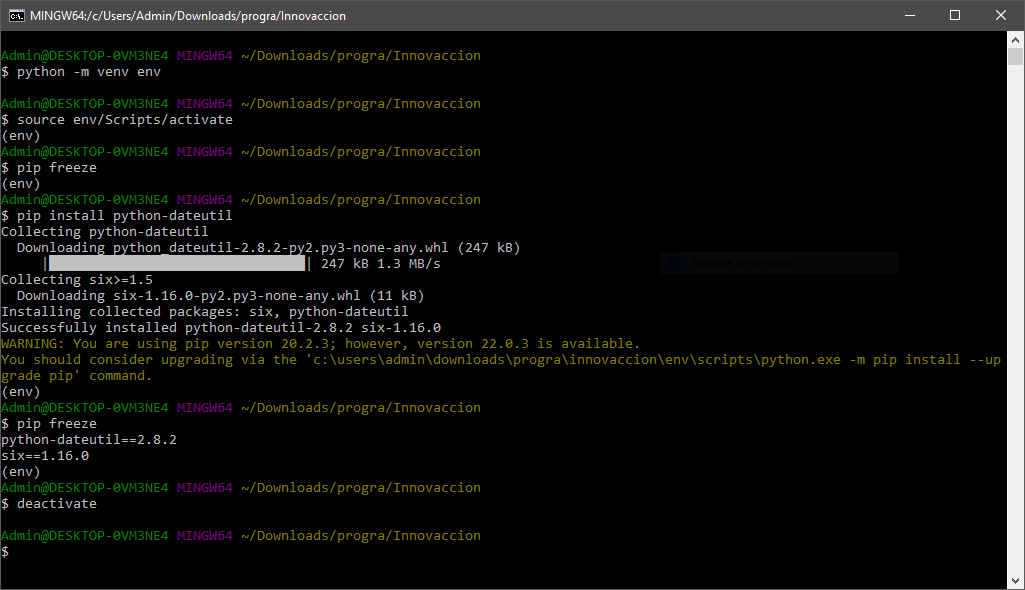 MINGW64:/c/Users/Admin/Downloads/progra/Innovaccion
Admin@DESKTOP-0VM3NE4 MINGW64 ~/Downloads/progra/Innovaccion
$ python -m venv env
Admin@DESKTOP-0VM3NE4 MINGW64 ~/Downloads/progra/Innovaccion
$ source env/Scripts/activate
(env)
Admin@DESKTOP-0VM3NE4 MINGW64 ~/Downloads/progra/Innovaccion
$ pip freeze
(env)
Admin@DESKTOP-0VM3NE4 MINGW64 ~/Downloads/progra/Innovaccion
$ pip install python-dateutil
Collecting python-dateutil
  Downloading python_dateutil-2.8.2-py2.py3-none-any.whl (247 kB)
| | 247 kB 1.3 MB/s
Collecting six>=1.5
  Downloading six-1.16.0-py2.py3-none-any.whl (11 kB)
Installing collected packages: six, python-dateutil
Successfully installed python-dateutil-2.8.2 six-1.16.0
WARNING: You are using pip version 20.2.3; however, version 22.0.3 is available.
You should consider upgrading via the 'c:\users\admin\downloads\progra\innovaccion\env\scripts\python.exe -m pip install --up
grade pip' command.
(env)
Admin@DESKTOP-0VM3NE4 MINGW64 ~/Downloads/progra/Innovaccion
$ pip freeze
python-dateutil==2.8.2
six==1.16.0
(env)
Admin@DESKTOP-0VM3NE4 MINGW64 ~/Downloads/progra/Innovaccion
$ deactivate
Admin@DESKTOP-0VM3NE4 MINGW64 ~/Downloads/progra/Innovaccion
$